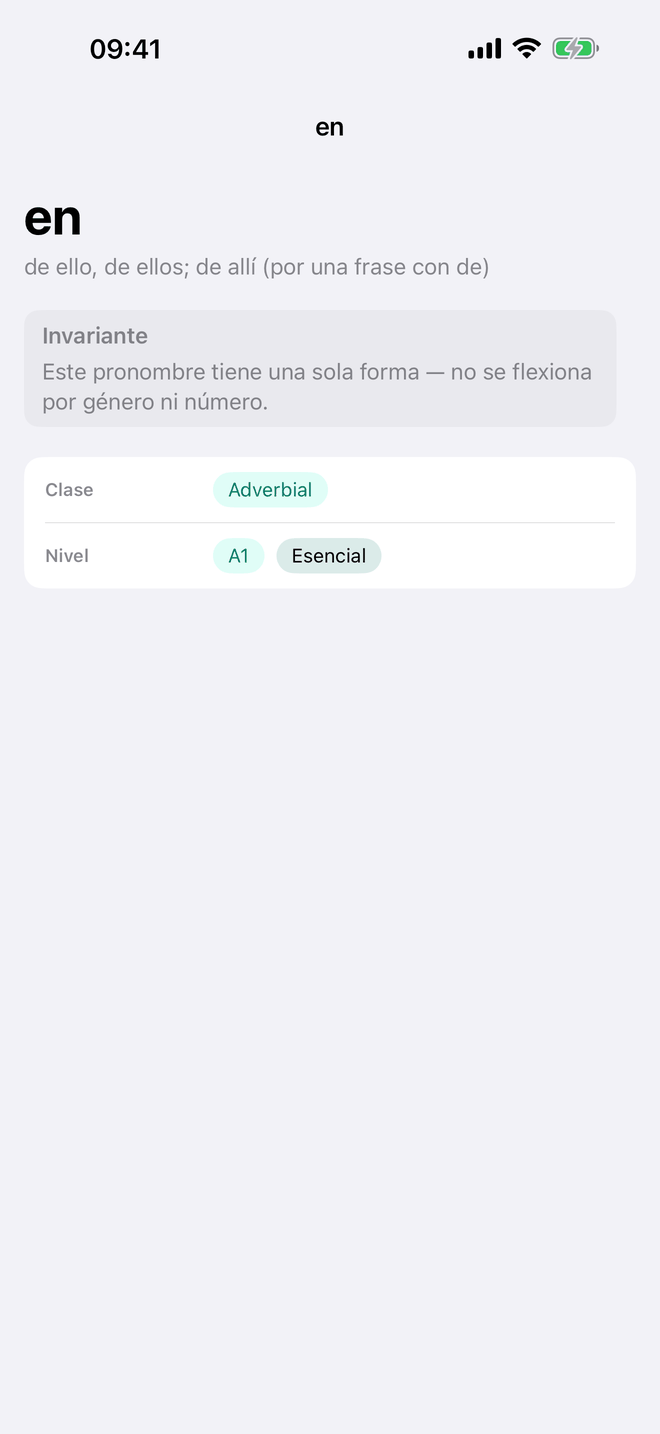 09:41
en
en
de ello, de ellos; de allí (por una frase con de)
Invariante
Este pronombre tiene una sola forma — no se flexiona
por género ni número.
Clase Adverbial
Nivel A1 Esencial